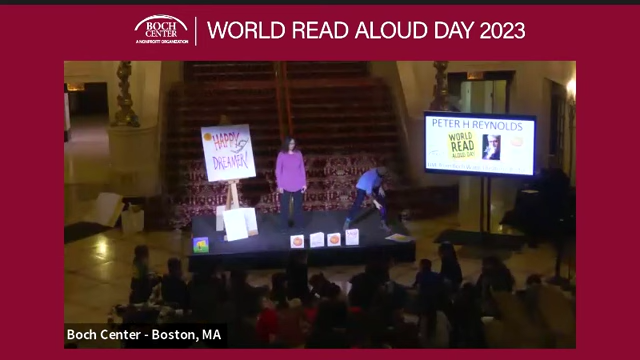 BOCH
CENTER
A NONPROFIT ORGANIZATION
WORLD READ ALOUD DAY 2023
HAPPY
DREAMER
PETER H.REYNOLDS
WORLD
READ
ALOUD DAY
Boch Center - Boston, MA